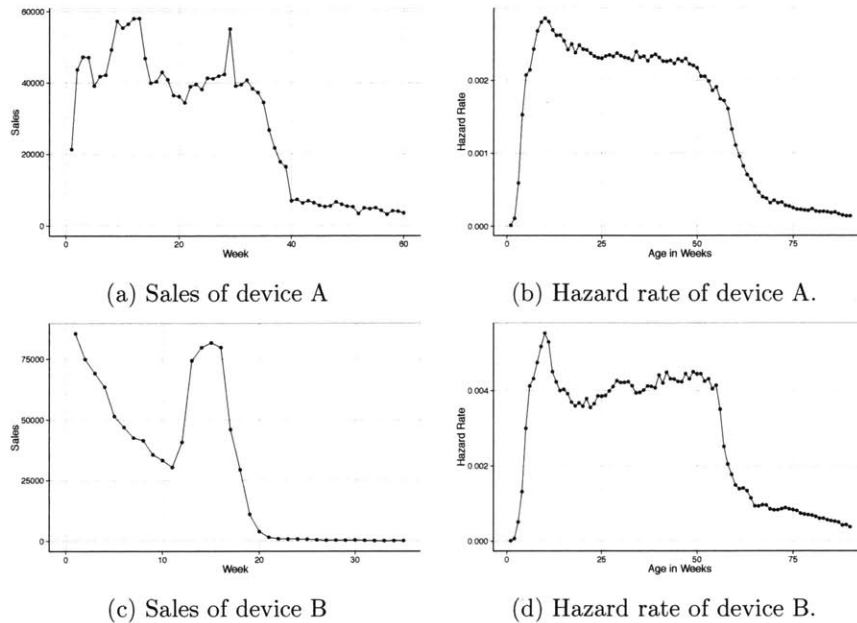 60000
40000
20000
0
Sales
0
20
40
60
Week
(a) Sales of device A
0.002
0.001
0.000
Hazard Rate
25
50
75
Age in Weeks
(b) Hazard rate of device A.
75000
50000
25000
0
Sales
0
10
20
30
Week
(c) Sales of device B
0.004
0.002
0.000
Hazard Rate
25
50
75
Age in Weeks
(d) Hazard rate of device B.